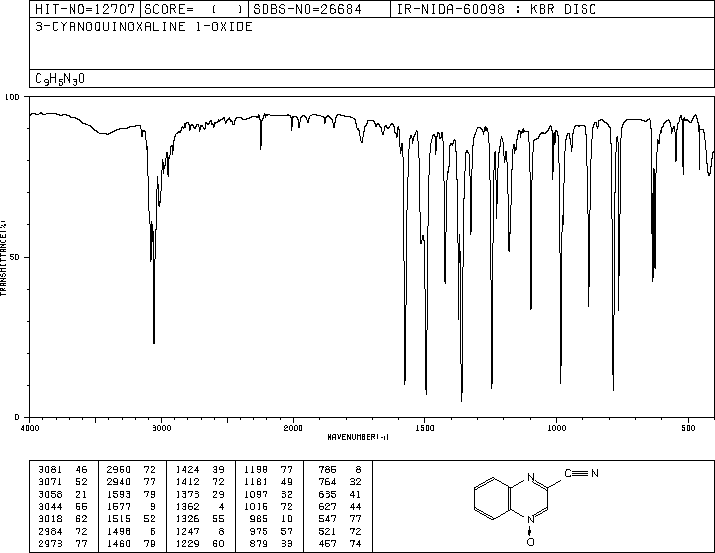 HIT-NO=12707 SCORE= ( ) SDBS-NO=26684 IR-NIDA-60098 : KBR DISC
3-CYANOQUINOXALINE 1-OXIDE
C9H5N3O
100
50
0
TRANSMITTANCE(%)
4000 3000 2000 1500 1000 500
WAVENUMBER(-1)
3081 46 2960 72 1424 39 1198 77 786 8
3071 52 2940 77 1412 72 1181 49 764 32
3058 21 1593 79 1373 29 1097 32 635 41
3044 66 1577 9 1362 4 1016 72 627 44
3018 62 1515 52 1326 55 985 10 547 77
2984 72 1498 6 1247 8 975 57 521 72
2973 77 1460 79 1229 60 879 39 457 74
N C≡N
N
O